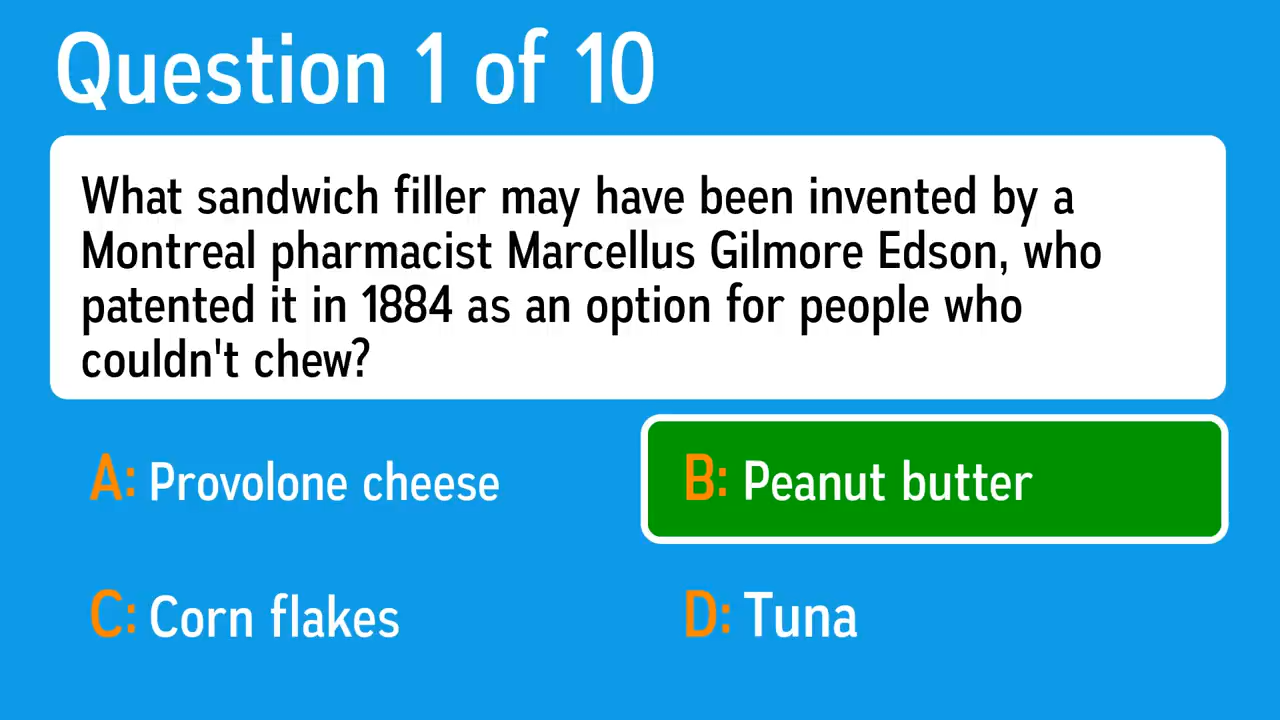 Question 1 of 10
What sandwich filler may have been invented by a
Montreal pharmacist Marcellus Gilmore Edson, who
patented it in 1884 as an option for people who
couldn't chew?
A: Provolone cheese
B: Peanut butter
C: Corn flakes
D: Tuna